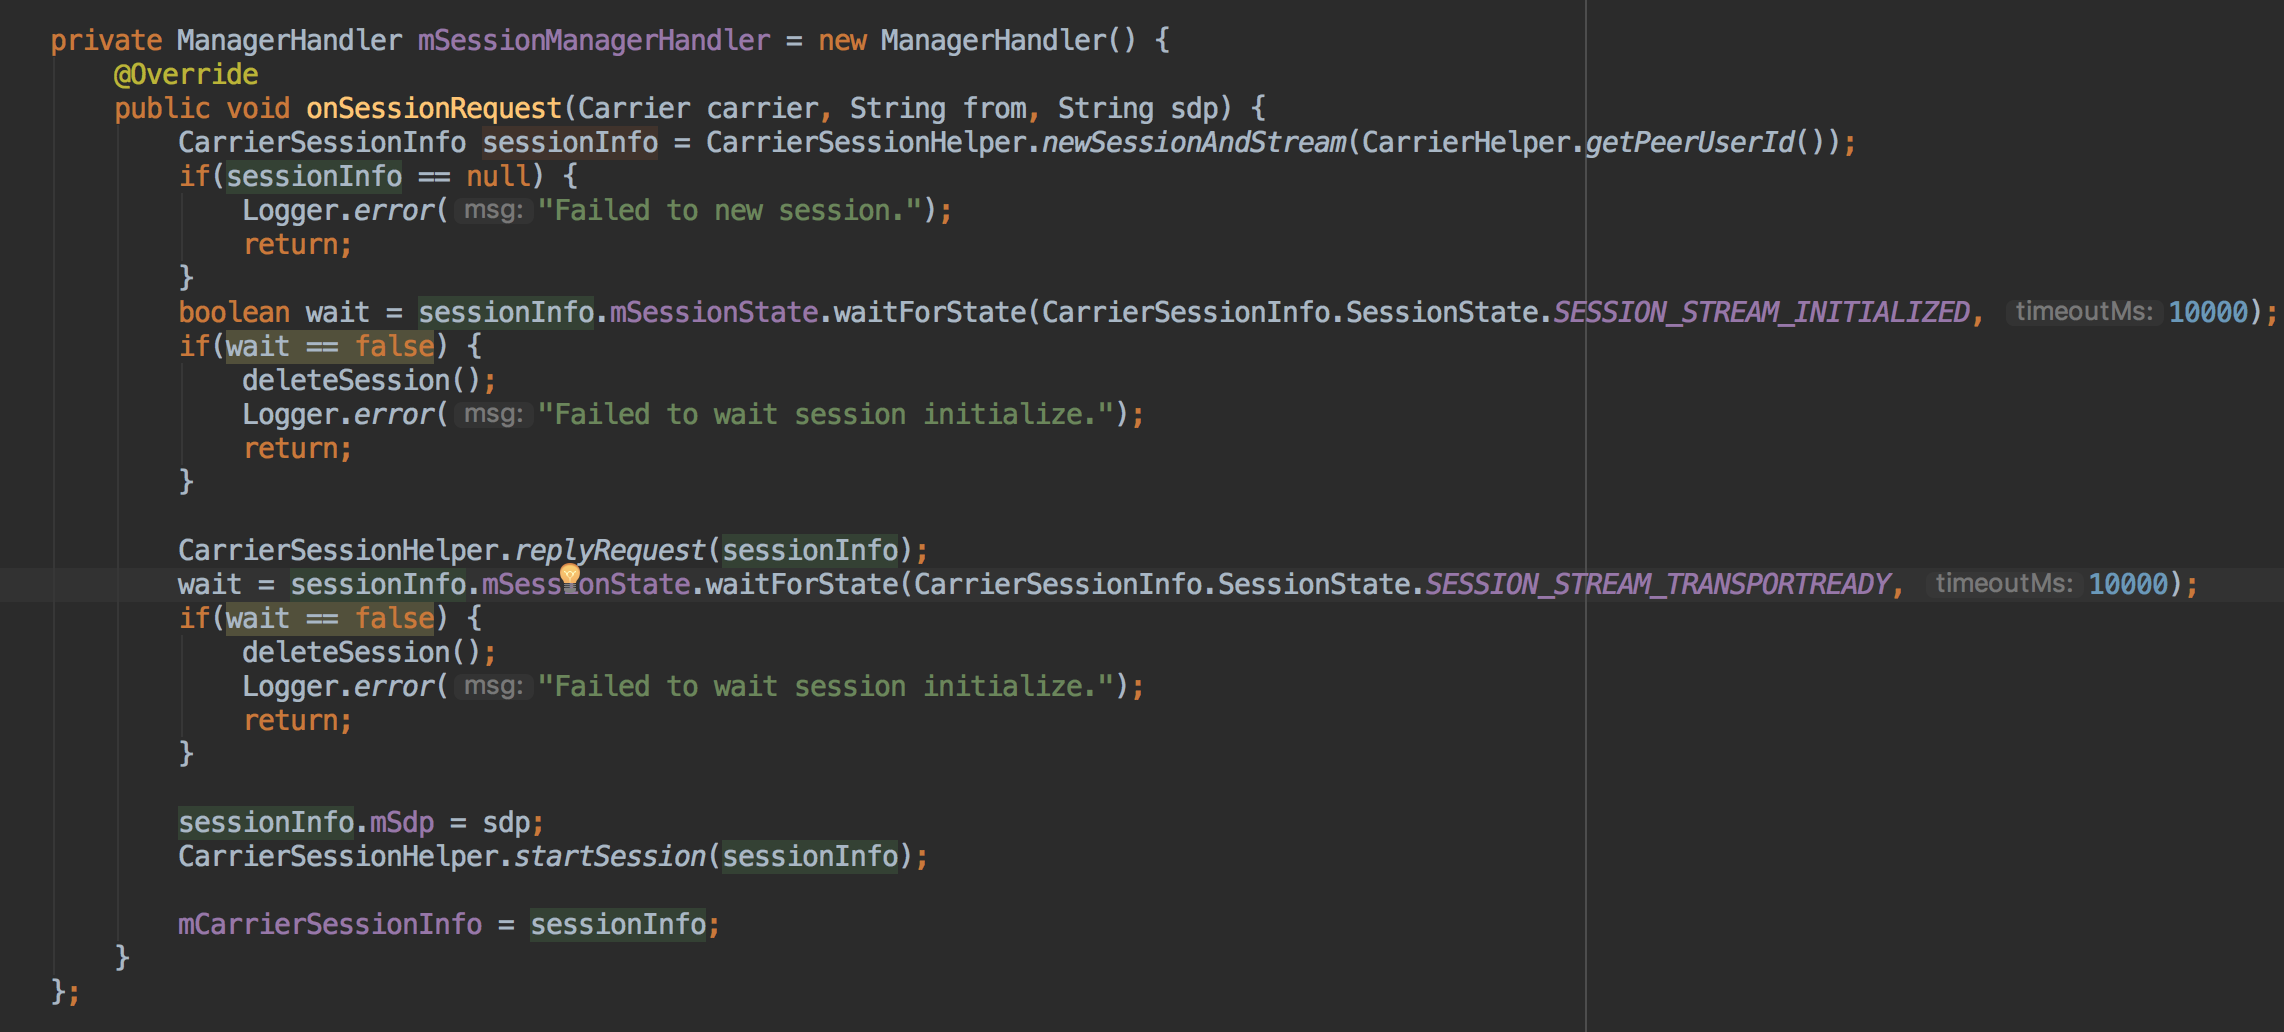 private ManagerHandler mSessionManagerHandler = new ManagerHandler() {
@Override
public void onSessionRequest(Carrier carrier, String from, String sdp) {
CarrierSessionInfo sessionInfo = CarrierSessionHelper.newSessionAndStream(CarrierHelper.getPeerUserId());
if(sessionInfo == null) {
Logger.error( msg: "Failed to new session.");
return;
}
boolean wait = sessionInfo.mSessionState.waitForState(CarrierSessionInfo.SessionState.SESSION_STREAM_INITIALIZED, timeoutMs: 10000);
if(wait == false) {
deleteSession();
Logger.error( msg: "Failed to wait session initialize.");
return;
}
CarrierSessionHelper.replyRequest(sessionInfo);
wait = sessionInfo.mSessionState.waitForState(CarrierSessionInfo.SessionState.SESSION_STREAM_TRANSPORTREADY, timeoutMs: 10000);
if(wait == false) {
deleteSession();
Logger.error( msg: "Failed to wait session initialize.");
return;
}
sessionInfo.mSdp = sdp;
CarrierSessionHelper.startSession(sessionInfo);
mCarrierSessionInfo = sessionInfo;
}
};